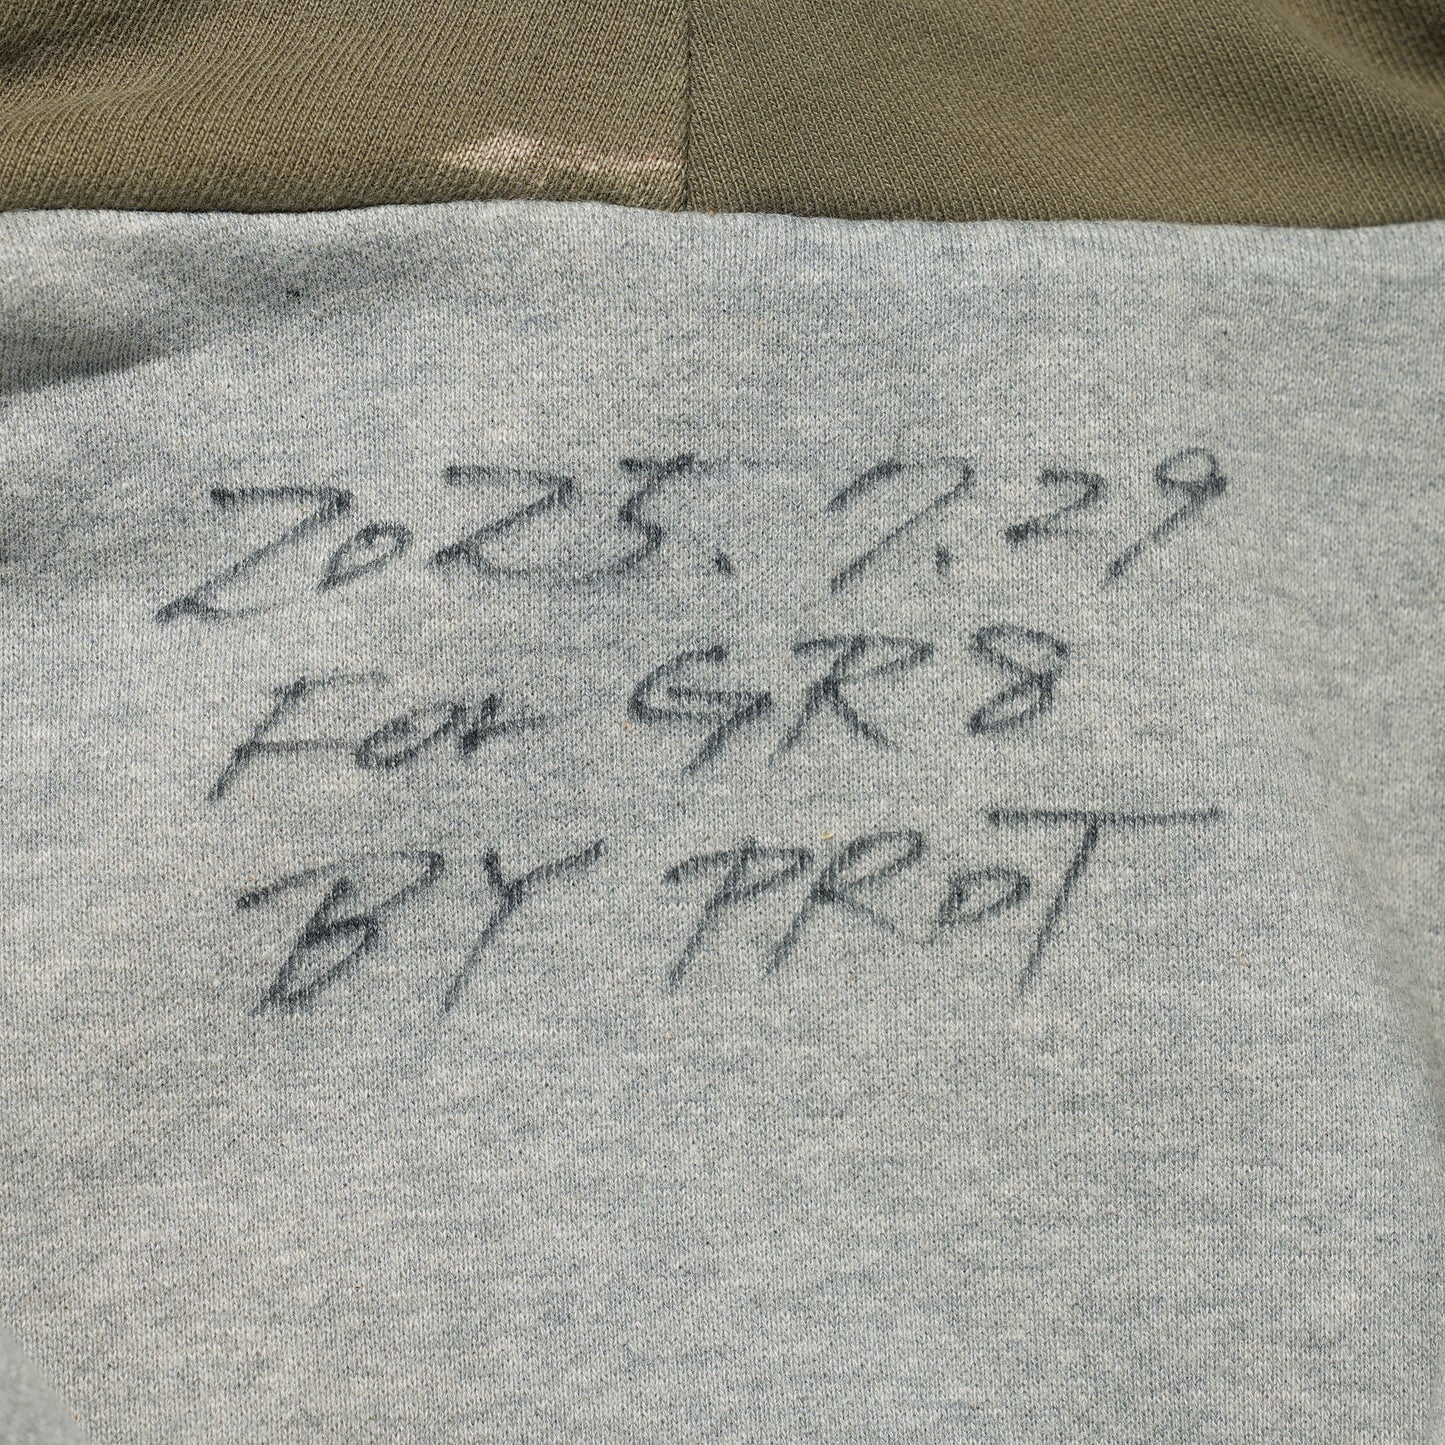 2025. 7. 29
For GR8
BY PRoT